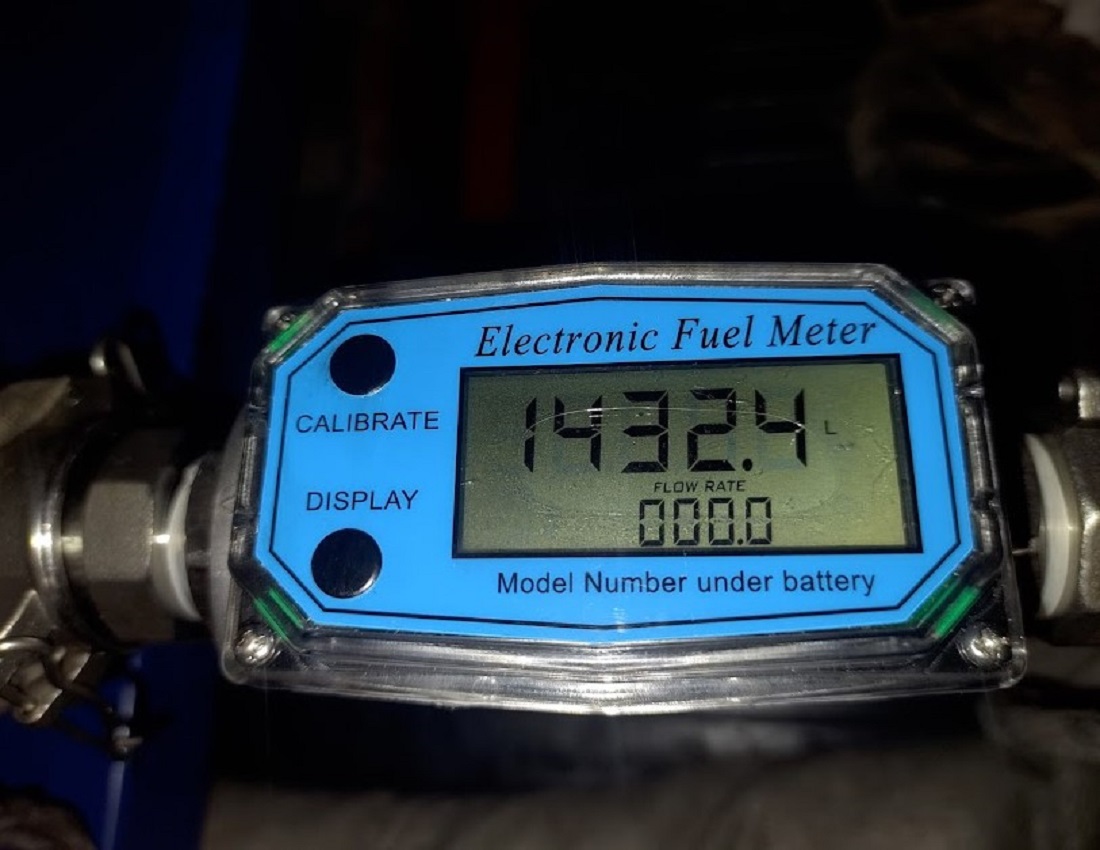 Electronic Fuel Meter
CALIBRATE
1432.4 L
DISPLAY
FLOW RATE
000.0
Model Number under battery